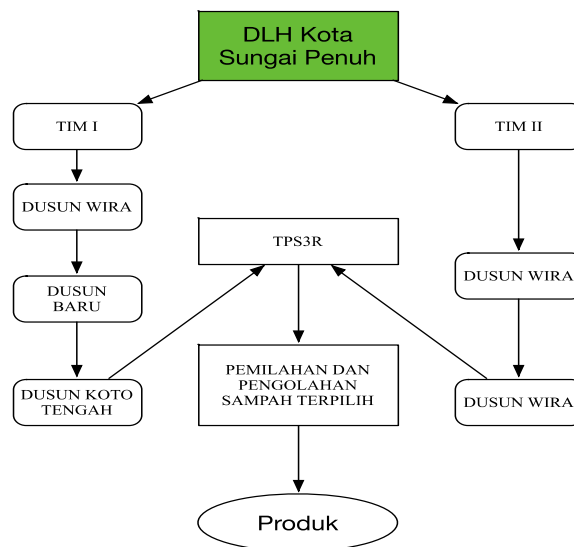 DLH Kota
Sungai Penuh
TIM I
TIM II
DUSUN WIRA
TPS3R
DUSUN WIRA
DUSUN
BARU
PEMILAHAN DAN
PENGOLAHAN
SAMPAH TERPILIH
DUSUN KOTO
TENGAH
DUSUN WIRA
Produk